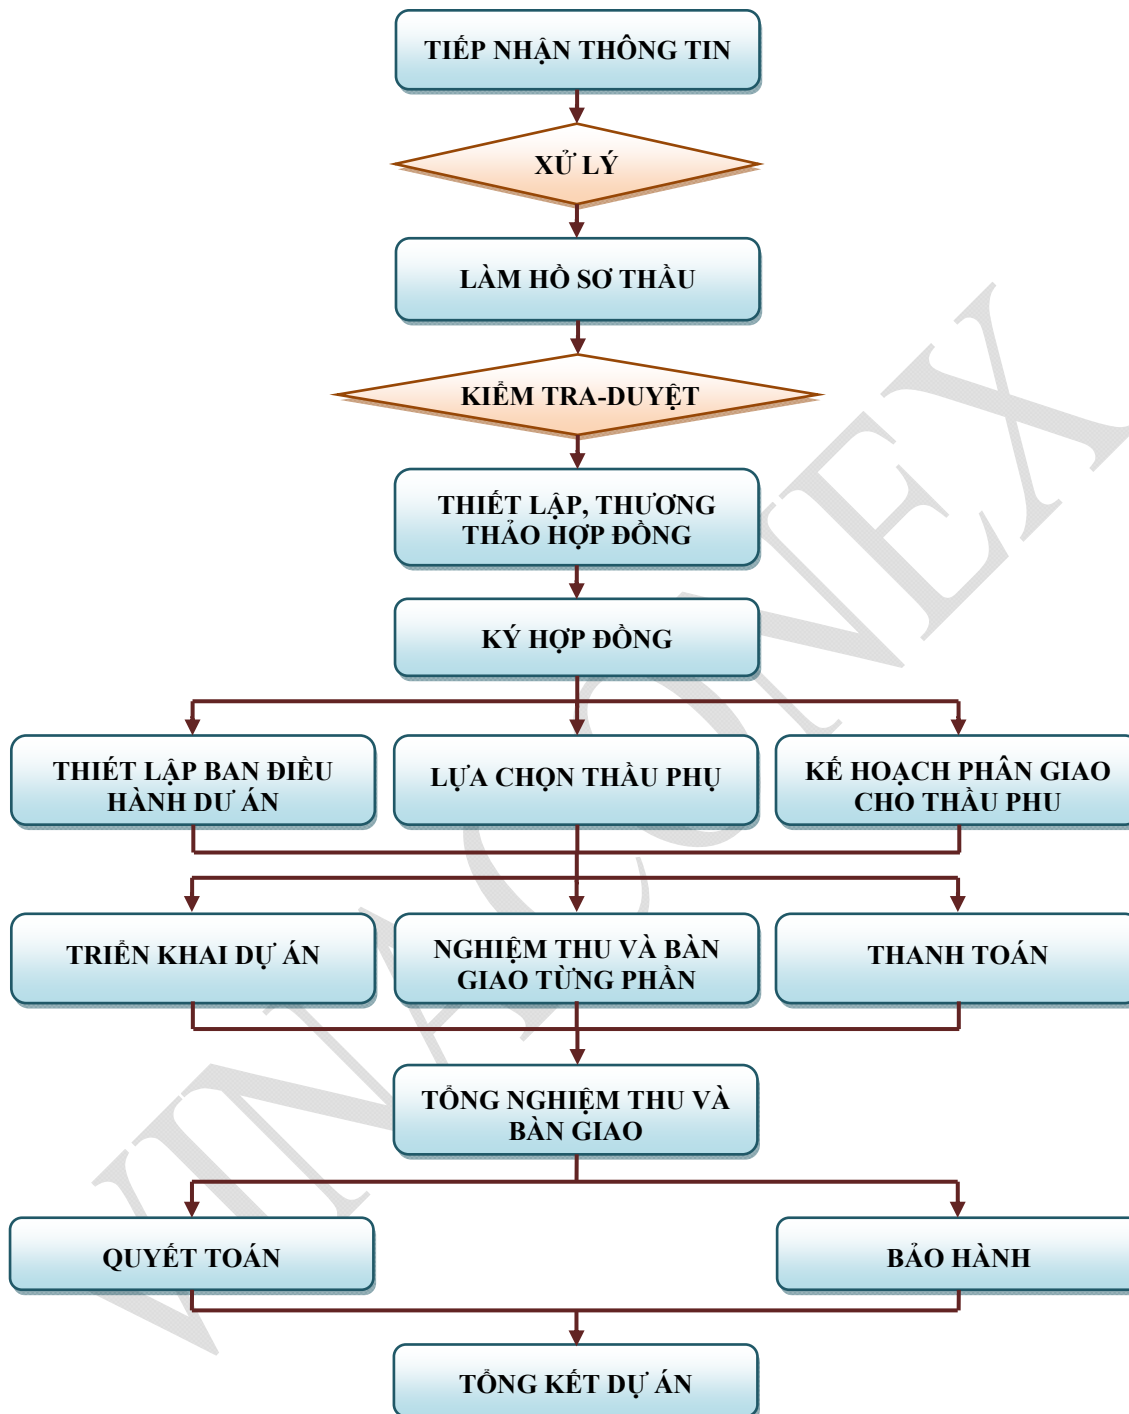 TIẾP NHẬN THÔNG TIN
XỬ LÝ
LÀM HỒ SƠ THẦU
KIỂM TRA-DUYỆT
THIẾT LẬP, THƯƠNG
THẢO HỢP ĐỒNG
KÝ HỢP ĐỒNG
THIÉT LẬP BAN ĐIỀU
HÀNH DƯ ÁN
LỰA CHỌN THẦU PHỤ
KẾ HOẠCH PHÂN GIAO
CHO THẦU PHU
TRIỂN KHAI DỰ ÁN
NGHIỆM THU VÀ BÀN
GIAO TỪNG PHẦN
THANH TOÁN
TỔNG NGHIỆM THU VÀ
BÀN GIAO
QUYẾT TOÁN
BẢO HÀNH
TỔNG KẾT DỰ ÁN
VINACONEX